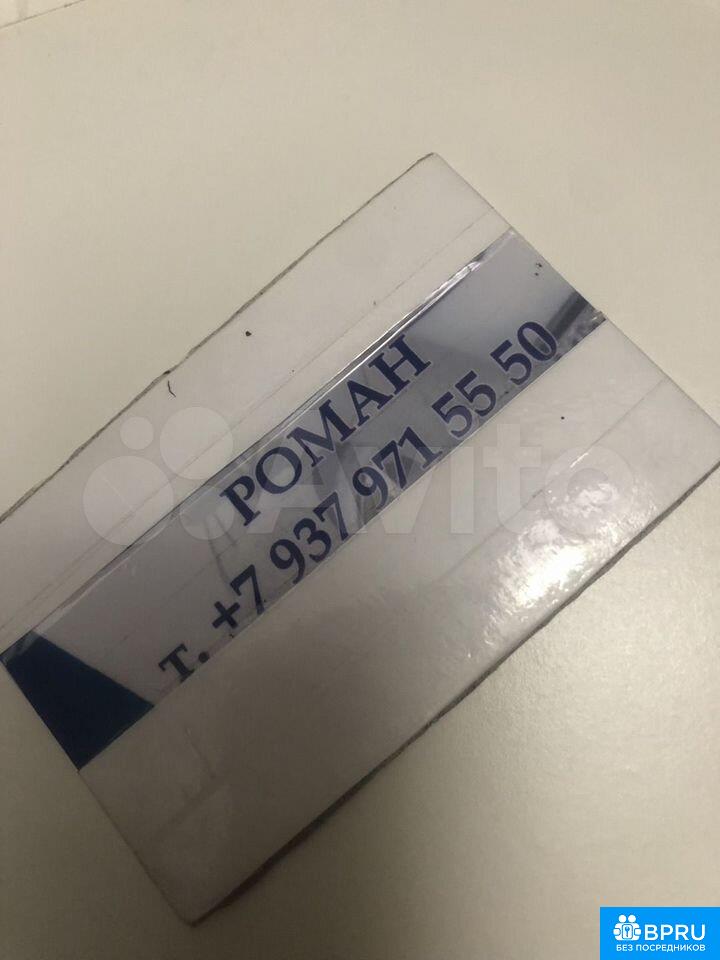 РОМАН
т. +7 937 971 55 50
Avito
BPRU
БЕЗ ПОСРЕДНИКОВ